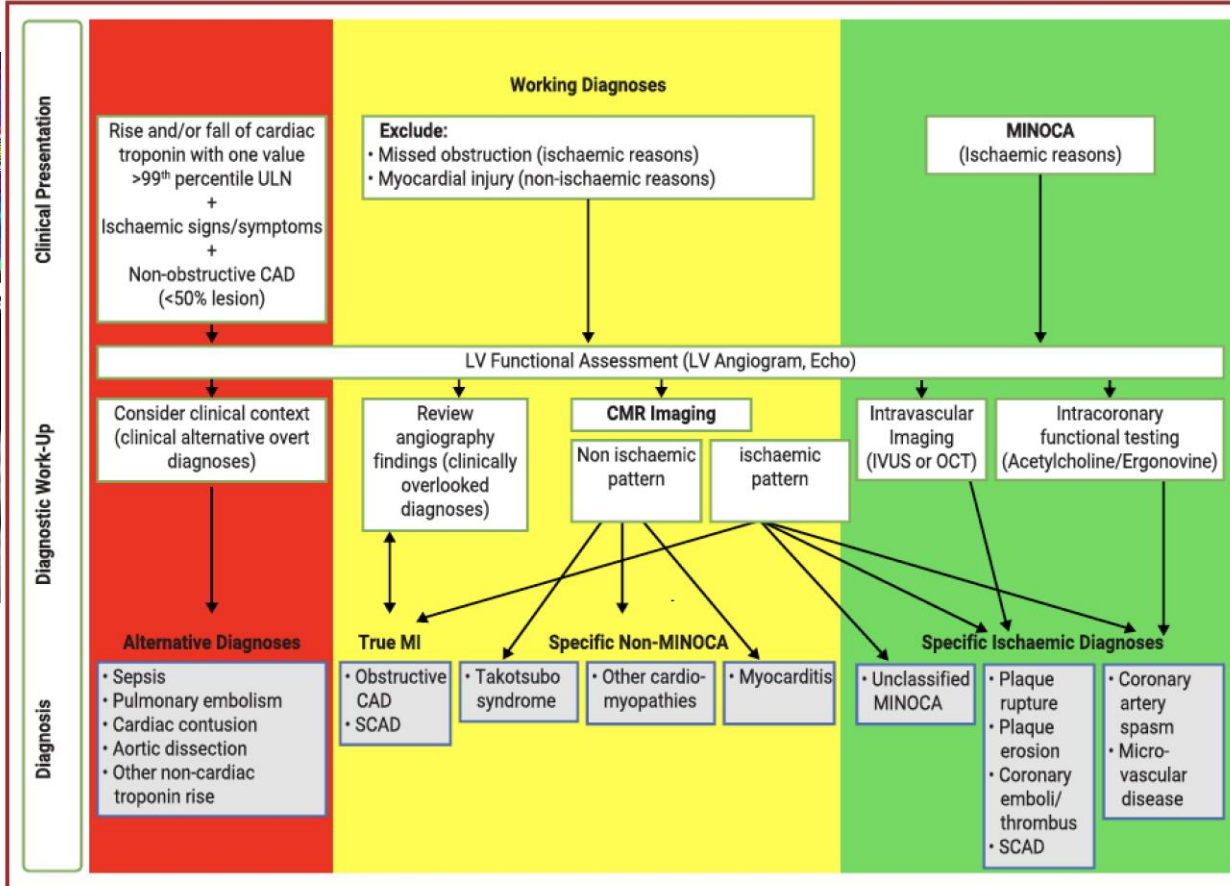 Clinical Presentation
Working Diagnoses
Rise and/or fall of cardiac
troponin with one value
>99th percentile ULN
+
Ischaemic signs/symptoms
+
Non-obstructive CAD
(<50% lesion)
Exclude:
• Missed obstruction (ischaemic reasons)
• Myocardial injury (non-ischaemic reasons)
MINOCA
(Ischaemic reasons)
LV Functional Assessment (LV Angiogram, Echo)
Diagnostic Work-Up
Consider clinical context
(clinical alternative overt
diagnoses)
Review
angiography
findings (clinically
overlooked
diagnoses)
CMR Imaging
Non ischaemic
pattern
ischaemic
pattern
Intravascular
Imaging
(IVUS or OCT)
Intracoronary
functional testing
(Acetylcholine/Ergonovine)
Diagnosis
Alternative Diagnoses
• Sepsis
• Pulmonary embolism
• Cardiac contusion
• Aortic dissection
• Other non-cardiac
troponin rise
True MI
• Obstructive
CAD
• SCAD
Specific Non-MINOCA
• Takotsubo
syndrome
• Other cardio-
myopathies
• Myocarditis
Specific Ischaemic Diagnoses
• Unclassified
MINOCA
• Plaque
rupture
• Plaque
erosion
• Coronary
emboli/
thrombus
• SCAD
• Coronary
artery
spasm
• Micro-
vascular
disease